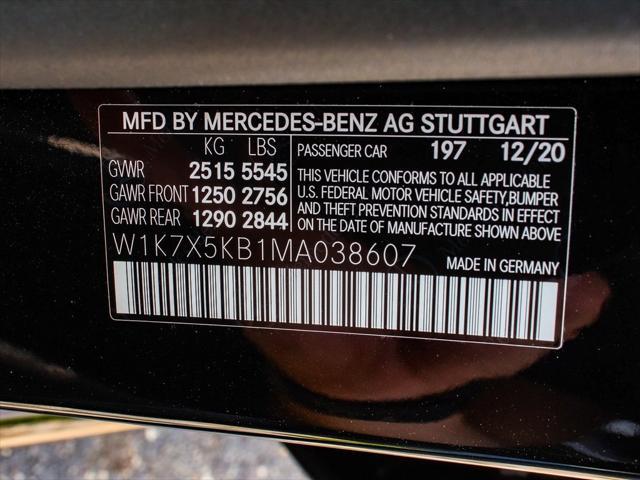 MFD BY MERCEDES-BENZ AG STUTTGART
KG LBS
GVWR 2515 5545
GAWR FRONT 1250 2756
GAWR REAR 1290 2844
PASSENGER CAR 197 12/20
THIS VEHICLE CONFORMS TO ALL APPLICABLE
U.S. FEDERAL MOTOR VEHICLE SAFETY,BUMPER
AND THEFT PREVENTION STANDARDS IN EFFECT
ON THE DATE OF MANUFACTURE SHOWN ABOVE.
W1K7X5KB1MA038607
MADE IN GERMANY